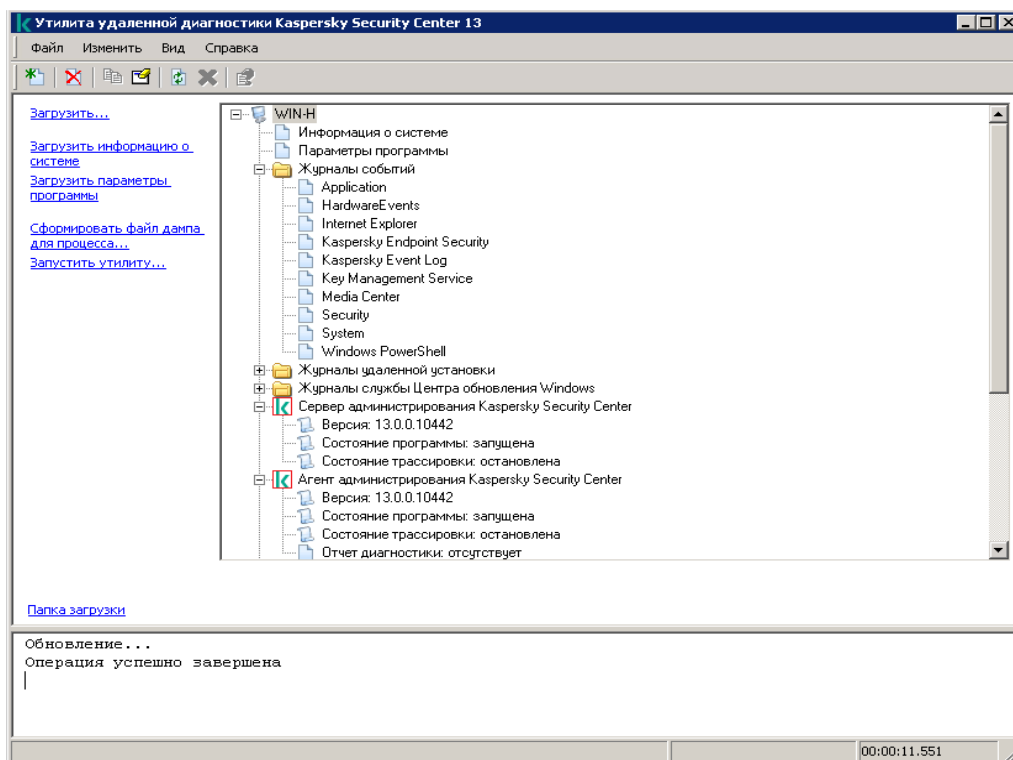 Утилита удаленной диагностики Kaspersky Security Center 13
Файл Изменить Вид Справка
Загрузить...
Загрузить информацию о
системе
Загрузить параметры
программы
Сформировать файл дампа
для процесса...
Запустить утилиту...
WIN-H
Информация о системе
Параметры программы
Журналы событий
Application
HardwareEvents
Internet Explorer
Kaspersky Endpoint Security
Kaspersky Event Log
Key Management Service
Media Center
Security
System
Windows PowerShell
Журналы удаленной установки
Журналы службы Центра обновления Windows
Сервер администрирования Kaspersky Security Center
Версия: 13.0.0.10442
Состояние программы: запущена
Состояние трассировки: остановлена
Агент администрирования Kaspersky Security Center
Версия: 13.0.0.10442
Состояние программы: запущена
Состояние трассировки: остановлена
Отчет диагностики: отсутствует
Папка загрузки
Обновление...
Операция успешно завершена
00:00:11.551